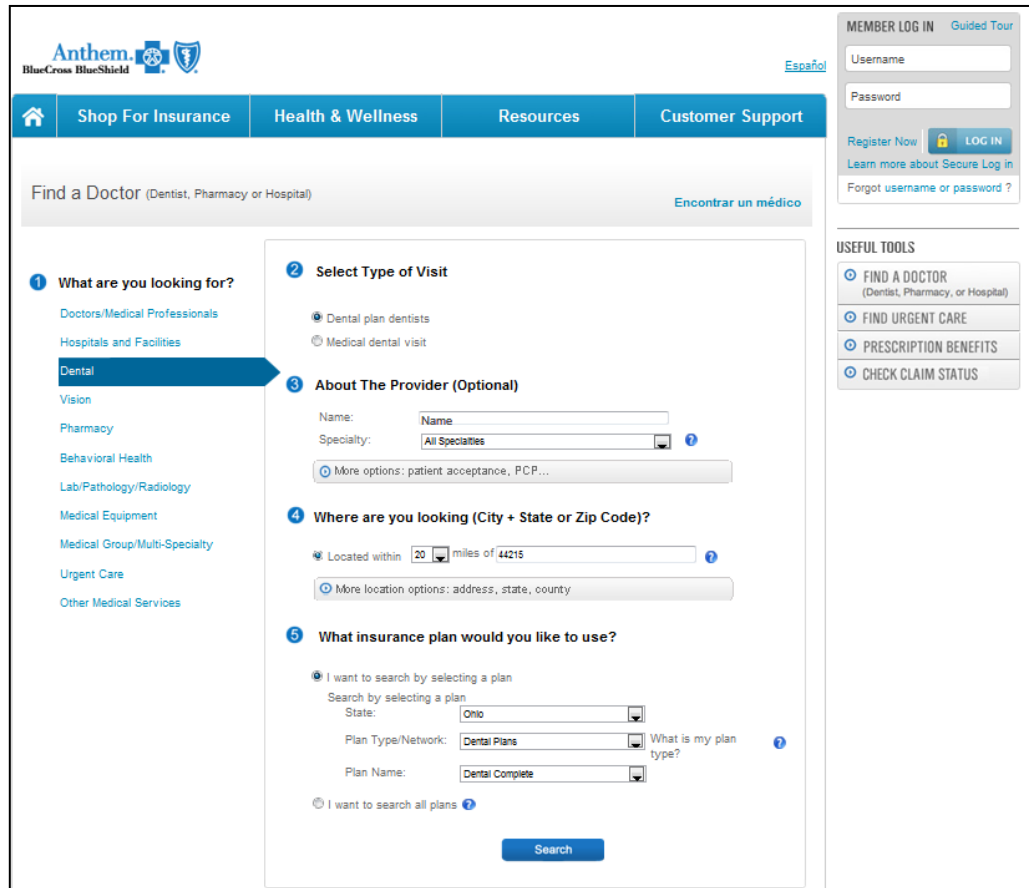 Anthem.
BlueCross BlueShield
Español
Shop For Insurance
Health & Wellness
Resources
Customer Support
MEMBER LOG IN Guided Tour
Username
Password
Register Now LOG IN
Learn more about Secure Log in
Forgot username or password ?
Find a Doctor (Dentist, Pharmacy or Hospital)
Encontrar un médico
USEFUL TOOLS
FIND A DOCTOR
(Dentist, Pharmacy, or Hospital)
FIND URGENT CARE
PRESCRIPTION BENEFITS
CHECK CLAIM STATUS
1 What are you looking for?
Doctors/Medical Professionals
Hospitals and Facilities
Dental
Vision
Pharmacy
Behavioral Health
Lab/Pathology/Radiology
Medical Equipment
Medical Group/Multi-Specialty
Urgent Care
Other Medical Services
2 Select Type of Visit
Dental plan dentists
Medical dental visit
3 About The Provider (Optional)
Name: Name
Specialty: All Specialties ?
More options: patient acceptance, PCP...
4 Where are you looking (City + State or Zip Code)?
Located within 20 miles of 44215 ?
More location options: address, state, county
5 What insurance plan would you like to use?
I want to search by selecting a plan
Search by selecting a plan
State: Ohio
Plan Type/Network: Dental Plans What is my plan type? ?
Plan Name: Dental Complete
I want to search all plans ?
Search